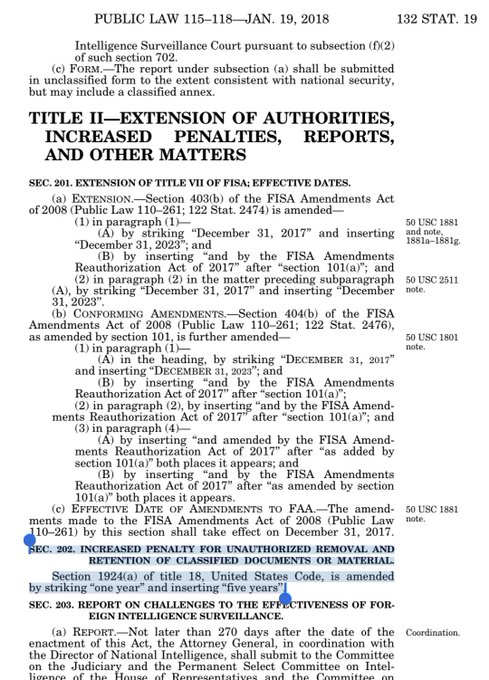 PUBLIC LAW 115–118—JAN. 19, 2018
132 STAT. 19
Intelligence Surveillance Court pursuant to subsection (f)(2)
of such section 702.
(c) FORM.—The report under subsection (a) shall be submitted
in unclassified form to the extent consistent with national security,
but may include a classified annex.
TITLE II—EXTENSION OF AUTHORITIES,
INCREASED PENALTIES, REPORTS,
AND OTHER MATTERS
SEC. 201. EXTENSION OF TITLE VII OF FISA; EFFECTIVE DATES.
(a) EXTENSION.—Section 403(b) of the FISA Amendments Act
of 2008 (Public Law 110–261; 122 Stat. 2474) is amended—
(1) in paragraph (1)—
(A) by striking “December 31, 2017” and inserting
“December 31, 2023”; and
(B) by inserting “and by the FISA Amendments
Reauthorization Act of 2017” after “section 101(a)”; and
(2) in paragraph (2) in the matter preceding subparagraph
(A), by striking “December 31, 2017” and inserting “December
31, 2023”.
(b) CONFORMING AMENDMENTS.—Section 404(b) of the FISA
Amendments Act of 2008 (Public Law 110–261; 122 Stat. 2476),
as amended by section 101, is further amended—
(1) in paragraph (1)—
(A) in the heading, by striking “DECEMBER 31, 2017”
and inserting “DECEMBER 31, 2023”; and
(B) by inserting “and by the FISA Amendments
Reauthorization Act of 2017” after “section 101(a)”;
(2) in paragraph (2), by inserting “and by the FISA Amend-
ments Reauthorization Act of 2017” after “section 101(a)”; and
(3) in paragraph (4)—
(A) by inserting “and amended by the FISA Amend-
ments Reauthorization Act of 2017” after “as added by
section 101(a)” both places it appears; and
(B) by inserting “and by the FISA Amendments
Reauthorization Act of 2017” after “as amended by section
101(a)” both places it appears.
(c) EFFECTIVE DATE OF AMENDMENTS TO FAA.—The amend-
ments made to the FISA Amendments Act of 2008 (Public Law
110–261) by this section shall take effect on December 31, 2017.
SEC. 202. INCREASED PENALTY FOR UNAUTHORIZED REMOVAL AND
RETENTION OF CLASSIFIED DOCUMENTS OR MATERIAL.
Section 1924(a) of title 18, United States Code, is amended
by striking “one year” and inserting “five years”.
SEC. 203. REPORT ON CHALLENGES TO THE EFFECTIVENESS OF FOR-
EIGN INTELLIGENCE SURVEILLANCE.
(a) REPORT.—Not later than 270 days after the date of the
enactment of this Act, the Attorney General, in coordination with
the Director of National Intelligence, shall submit to the Committee
on the Judiciary and the Permanent Select Committee on Intel-
ligence of the House of Representatives and the Committee on
50 USC 1881
and note,
1881a–1881g.
50 USC 2511
note.
50 USC 1801
note.
50 USC 1881
note.
Coordination.